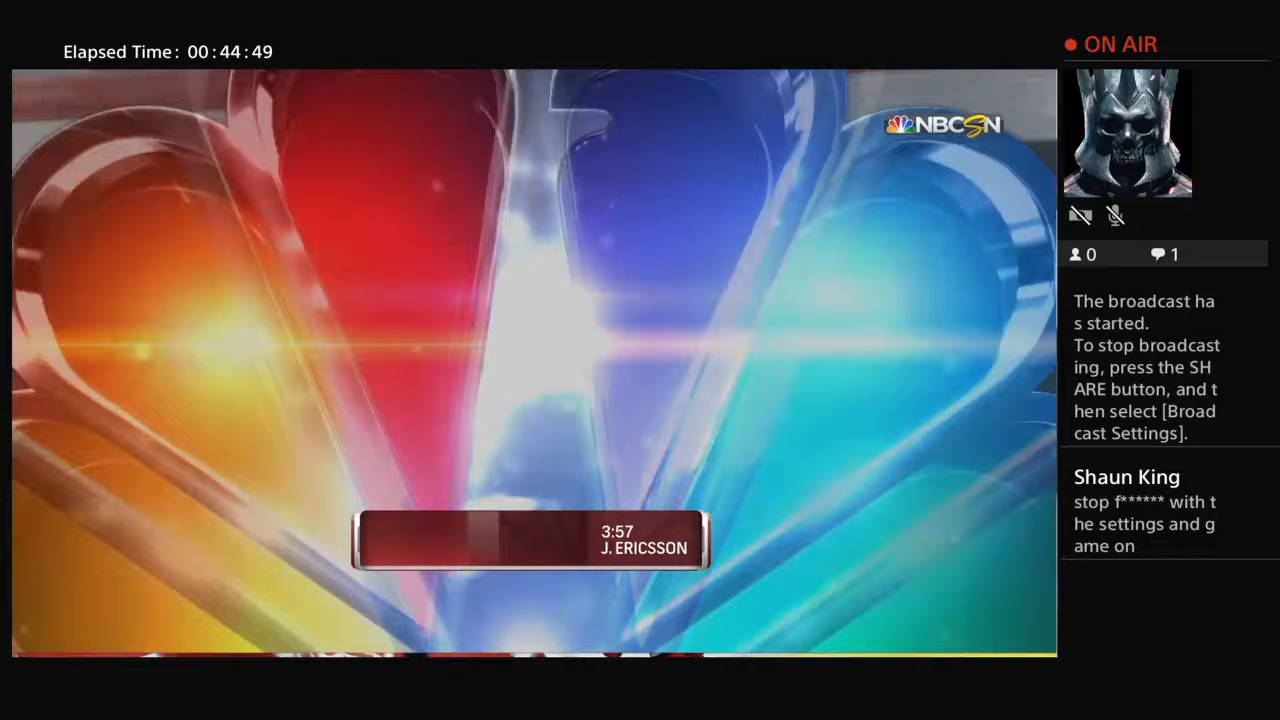 Elapsed Time: 00:44:49
ON AIR
NBCSN
0 1
The broadcast ha
s started.
To stop broadcast
ing, press the SH
ARE button, and t
hen select [Broad
cast Settings].
Shaun King
stop f****** with t
he settings and g
ame on
3:57
J. ERICSSON